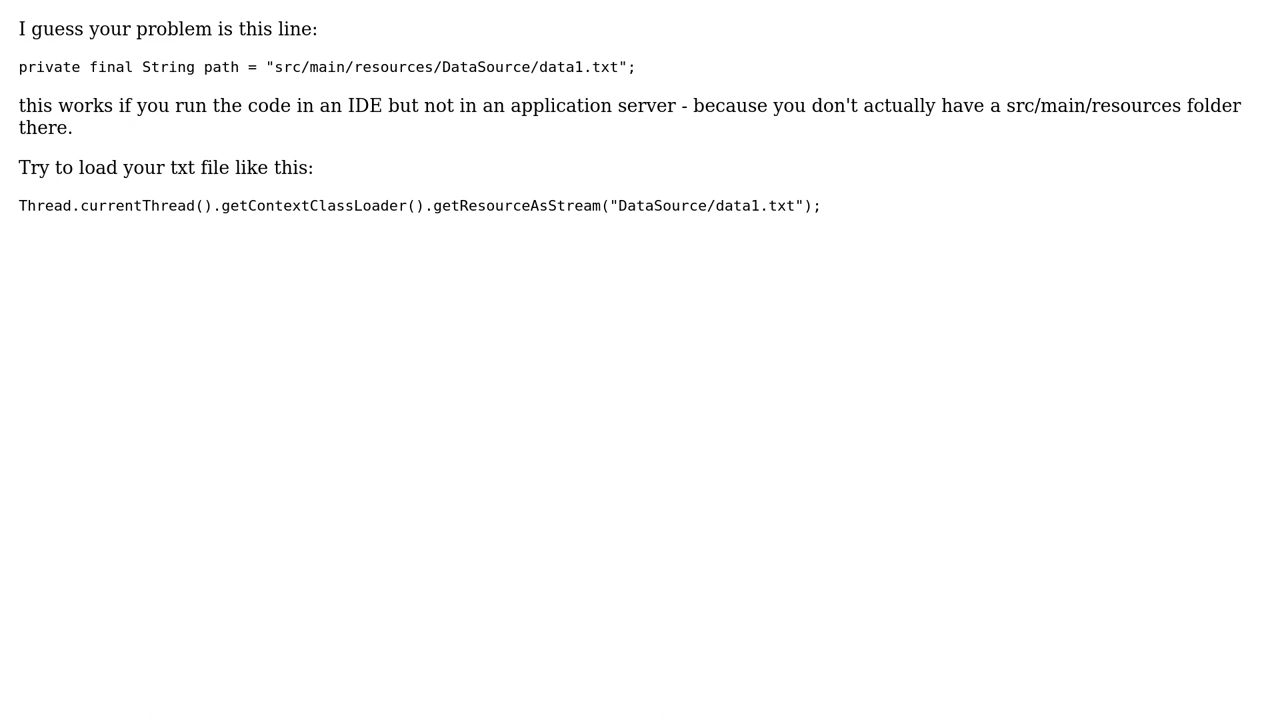 I guess your problem is this line:
private final String path = "src/main/resources/DataSource/data1.txt";
this works if you run the code in an IDE but not in an application server - because you don't actually have a src/main/resources folder
there.
Try to load your txt file like this:
Thread.currentThread().getContextClassLoader().getResourceAsStream("DataSource/data1.txt");